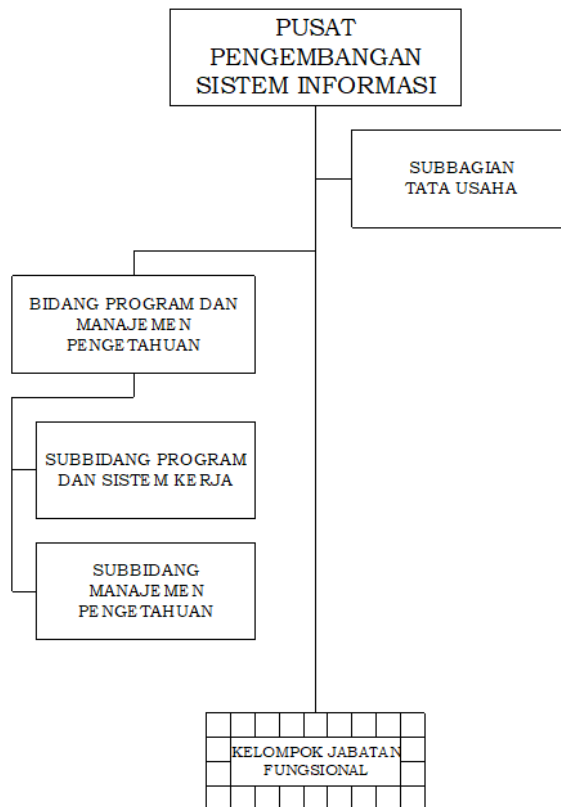 PUSAT
PENGEMBANGAN
SISTEM INFORMASI
SUBBAGIAN
TATA USAHA
BIDANG PROGRAM DAN
MANAJEMEN
PENGETAHUAN
SUBBIDANG PROGRAM
DAN SISTEM KERJA
SUBBIDANG
MANAJEMEN
PENGETAHUAN
KELOMPOK JABATAN
FUNGSIONAL